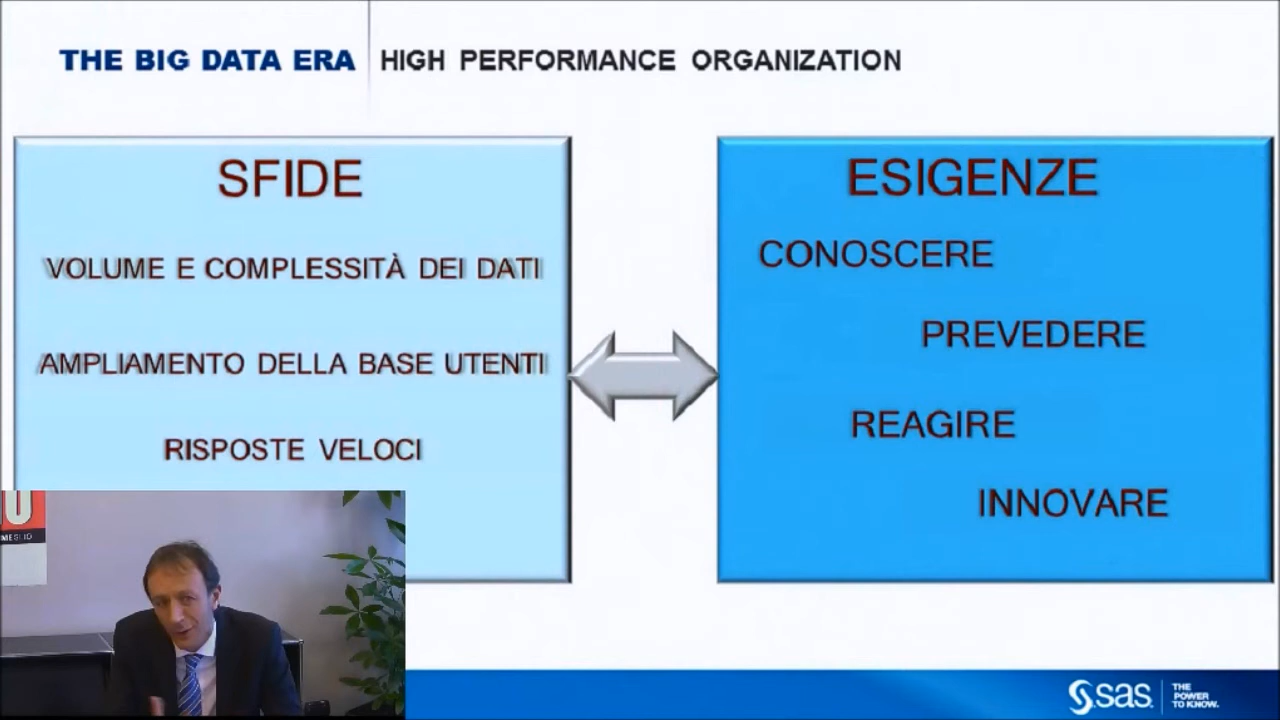 THE BIG DATA ERA HIGH PERFORMANCE ORGANIZATION
SFIDE
VOLUME E COMPLESSITÀ DEI DATI
AMPLIAMENTO DELLA BASE UTENTI
RISPOSTE VELOCI
ESIGENZE
CONOSCERE
PREVEDERE
REAGIRE
INNOVARE
sas
THE
POWER
TO KNOW.